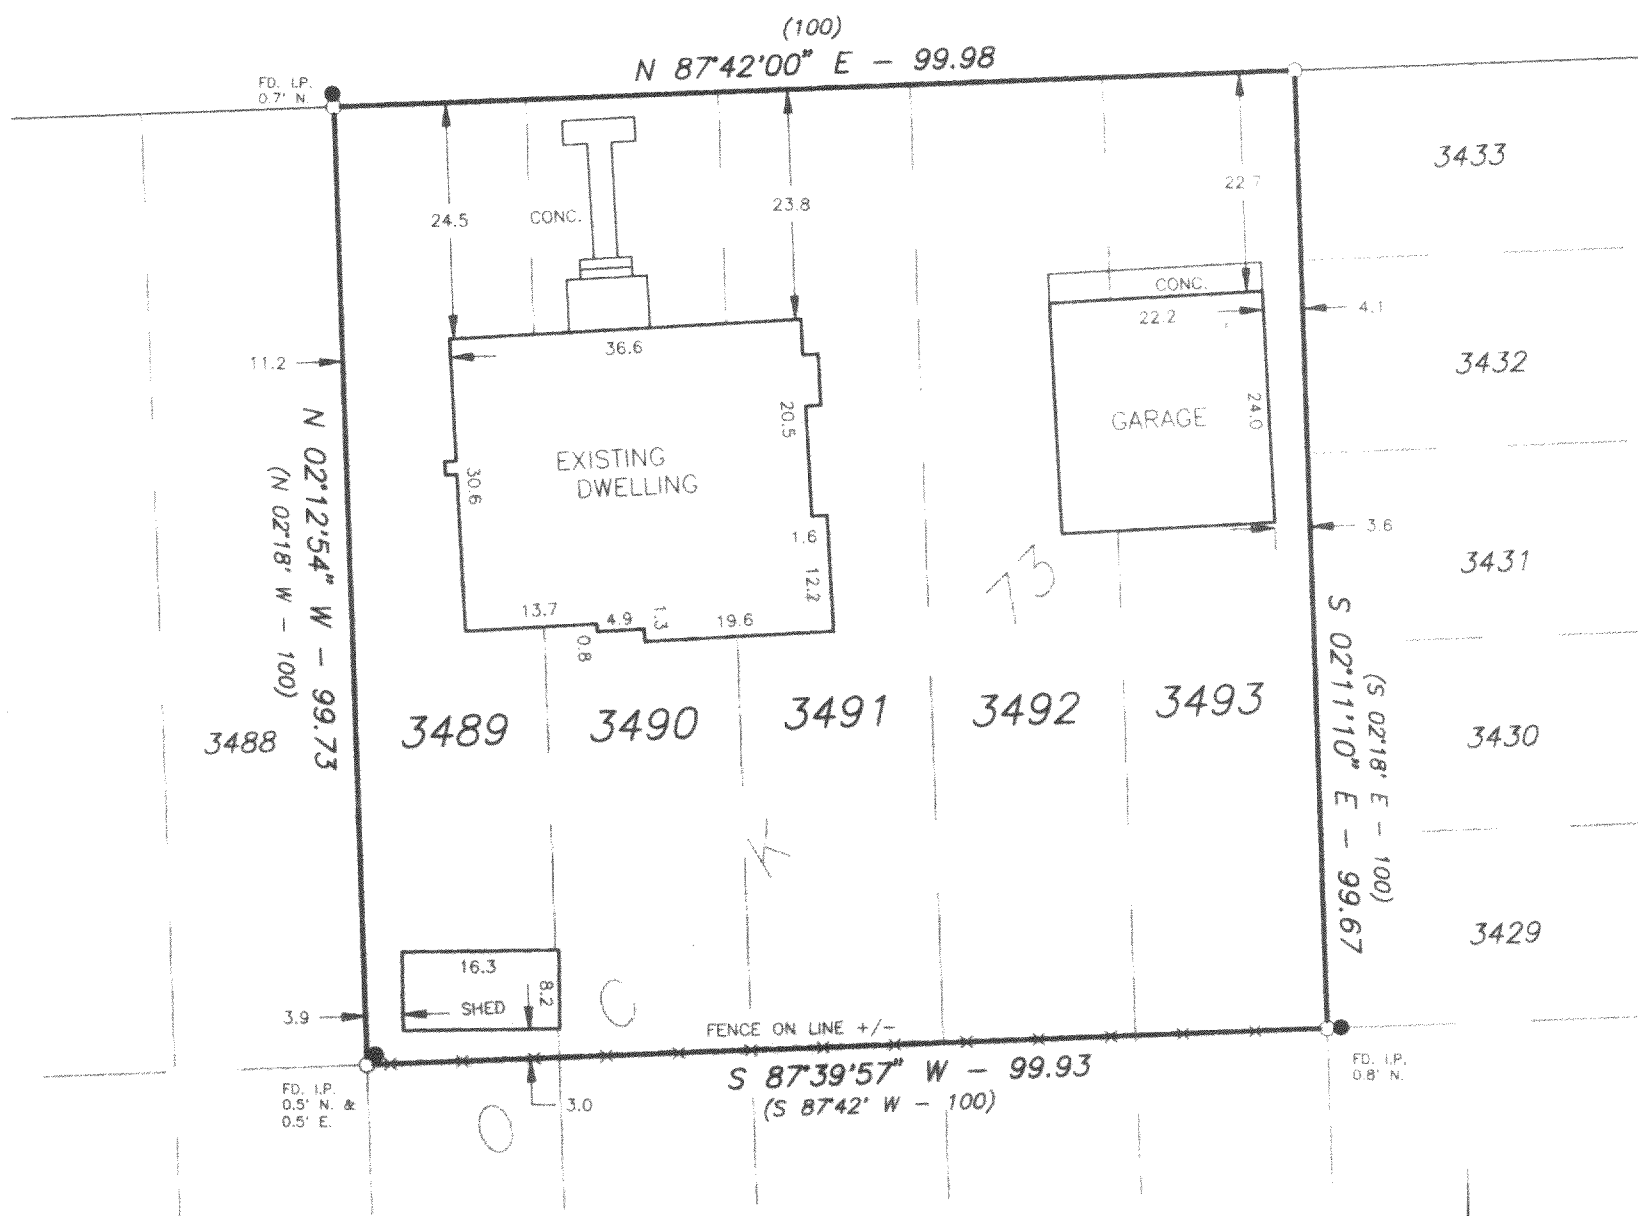 (100)
N 87°42'00" E - 99.98
FD. I.P.
0.7' N.
3433
22.7
24.5
CONC.
23.8
CONC.
22.2
4.1
36.6
11.2
3432
20.5
24.0
GARAGE
EXISTING
DWELLING
30.6
N 02°12'54" W - 99.73
(N 02°18' W - 100)
1.6
3.6
12.2
73
3431
13.7
4.9
1.3
19.6
0.8
S 02°11'10" E - 99.67
(S 02°18' E - 100)
3488
3489
3490
3491
3492
3493
3430
K
3429
16.3
8.2
SHED
C
3.9
FENCE ON LINE +/-
S 87°39'57" W - 99.93
(S 87°42' W - 100)
FD. I.P.
0.8' N.
FD. I.P.
0.5' N. &
0.5' E.
3.0
O